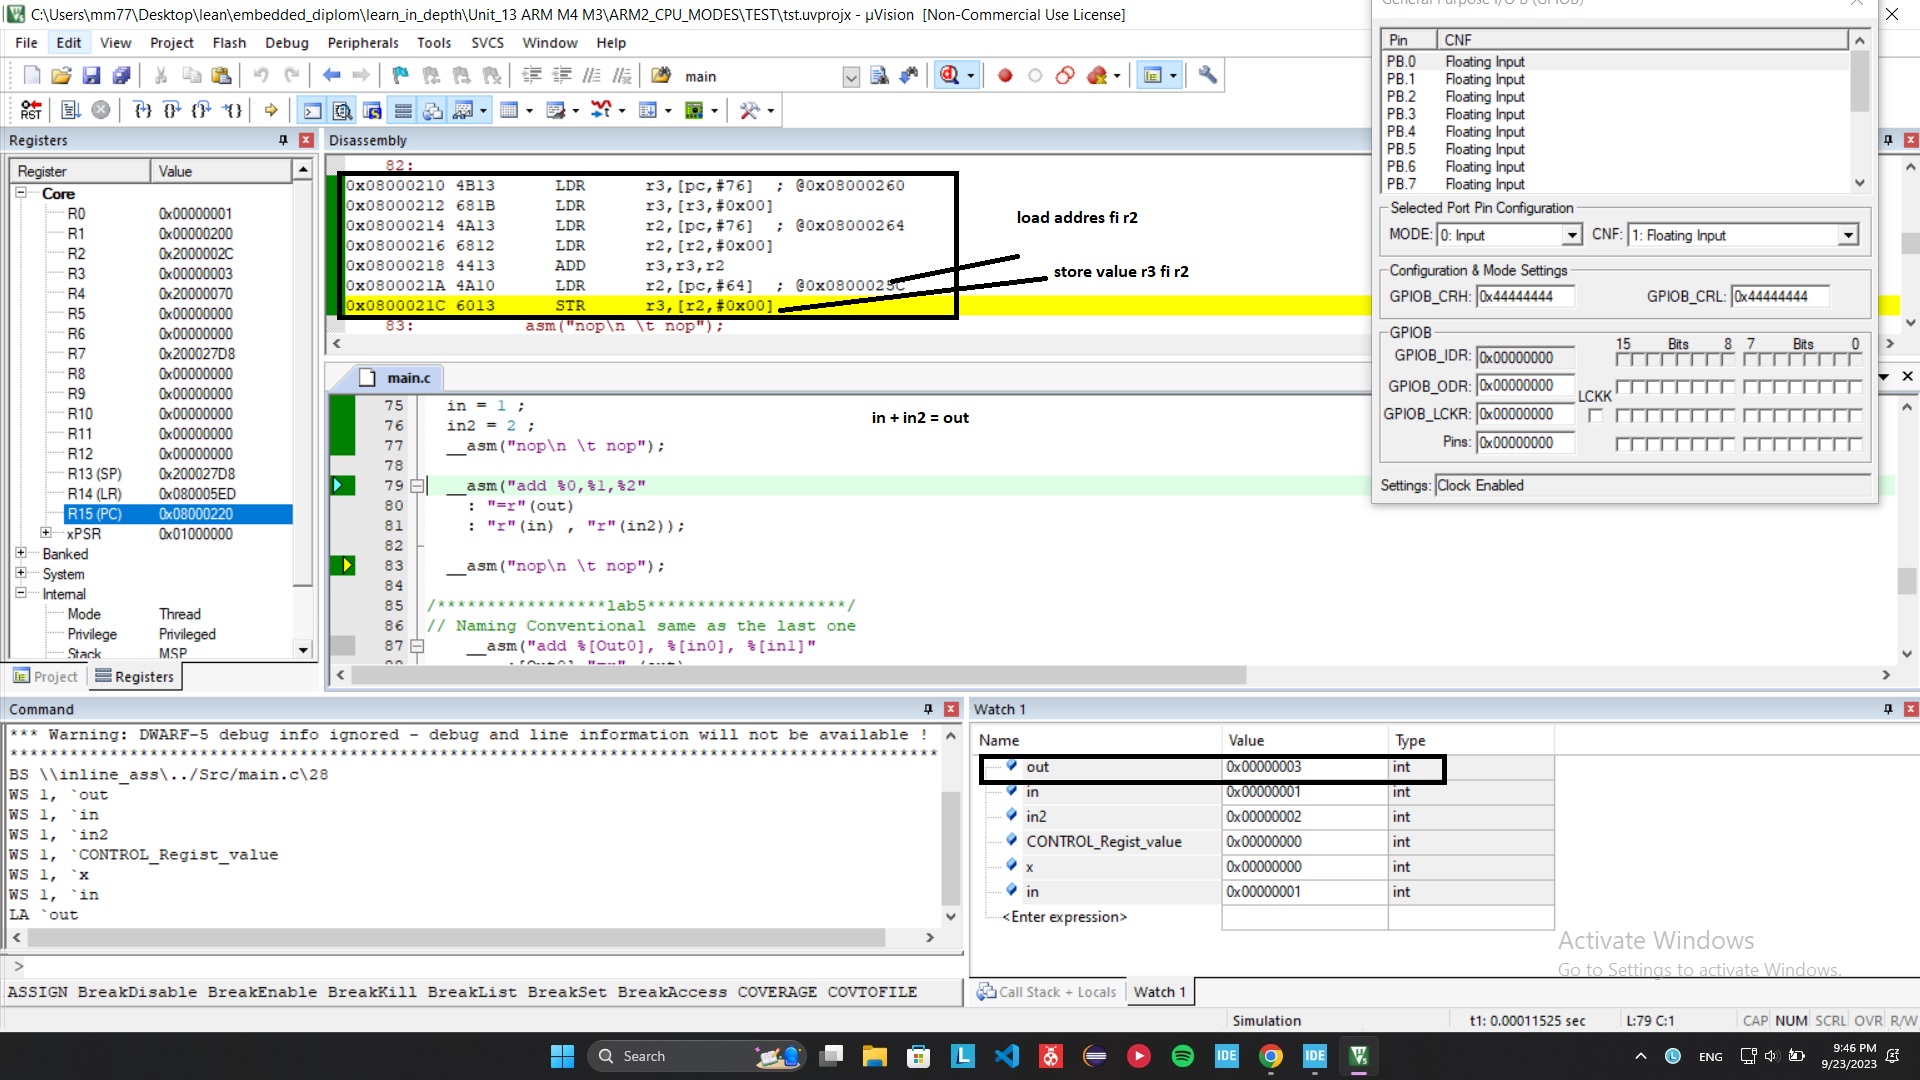 C:\Users\mm77\Desktop\lean\embedded_diplom\learn_in_depth\Unit_13 ARM M4 M3\ARM2_CPU_MODES\TEST\tst.uvprojx - µVision [Non-Commercial Use License]
File Edit View Project Flash Debug Peripherals Tools SVCS Window Help
main
RST
Registers
Register Value
Core
R0 0x00000001
R1 0x00000200
R2 0x2000002C
R3 0x00000003
R4 0x20000070
R5 0x00000000
R6 0x00000000
R7 0x200027D8
R8 0x00000000
R9 0x00000000
R10 0x00000000
R11 0x00000000
R12 0x00000000
R13 (SP) 0x200027D8
R14 (LR) 0x080005ED
R15 (PC) 0x08000220
xPSR 0x01000000
Banked
System
Internal
Mode Thread
Privilege Privileged
Stack MSP
Project Registers
Disassembly
82:
0x08000210 4B13 LDR r3,[pc,#76] ; @0x08000260
0x08000212 681B LDR r3,[r3,#0x00]
0x08000214 4A13 LDR r2,[pc,#76] ; @0x08000264
0x08000216 6812 LDR r2,[r2,#0x00]
0x08000218 4413 ADD r3,r3,r2
0x0800021A 4A10 LDR r2,[pc,#64] ; @0x0800025C
0x0800021C 6013 STR r3,[r2,#0x00]
83: asm("nop\n \t nop");
load addres fi r2
store value r3 fi r2
main.c
75 in = 1 ;
76 in2 = 2 ;
77 __asm("nop\n \t nop");
78
79 __asm("add %0,%1,%2"
80 : "=r"(out)
81 : "r"(in) , "r"(in2));
82
83 __asm("nop\n \t nop");
84
85 /*****************lab5********************/
86 // Naming Conventional same as the last one
87 __asm("add %[Out0], %[in0], %[in1]"
in + in2 = out
General Purpose I/O B (GPIOB)
Pin CNF
PB.0 Floating Input
PB.1 Floating Input
PB.2 Floating Input
PB.3 Floating Input
PB.4 Floating Input
PB.5 Floating Input
PB.6 Floating Input
PB.7 Floating Input
Selected Port Pin Configuration
MODE: 0: Input CNF: 1: Floating Input
Configuration & Mode Settings
GPIOB_CRH: 0x44444444 GPIOB_CRL: 0x44444444
GPIOB
15 Bits 8 7 Bits 0
GPIOB_IDR: 0x00000000
GPIOB_ODR: 0x00000000
LCKK
GPIOB_LCKR: 0x00000000
Pins: 0x00000000
Settings: Clock Enabled
Command
*** Warning: DWARF-5 debug info ignored - debug and line information will not be available !
BS \\inline_ass\../Src/main.c\28
WS 1, `out
WS 1, `in
WS 1, `in2
WS 1, `CONTROL_Regist_value
WS 1, `x
WS 1, `in
LA `out
>
ASSIGN BreakDisable BreakEnable BreakKill BreakList BreakSet BreakAccess COVERAGE COVTOFILE
Watch 1
Name Value Type
out 0x00000003 int
in 0x00000001 int
in2 0x00000002 int
CONTROL_Regist_value 0x00000000 int
x 0x00000000 int
in 0x00000001 int
<Enter expression>
Call Stack + Locals Watch 1
Activate Windows
Go to Settings to activate Windows.
Simulation t1: 0.00011525 sec L:79 C:1 CAP NUM SCRL OVR R/W
Search
ENG
9:46 PM
9/23/2023